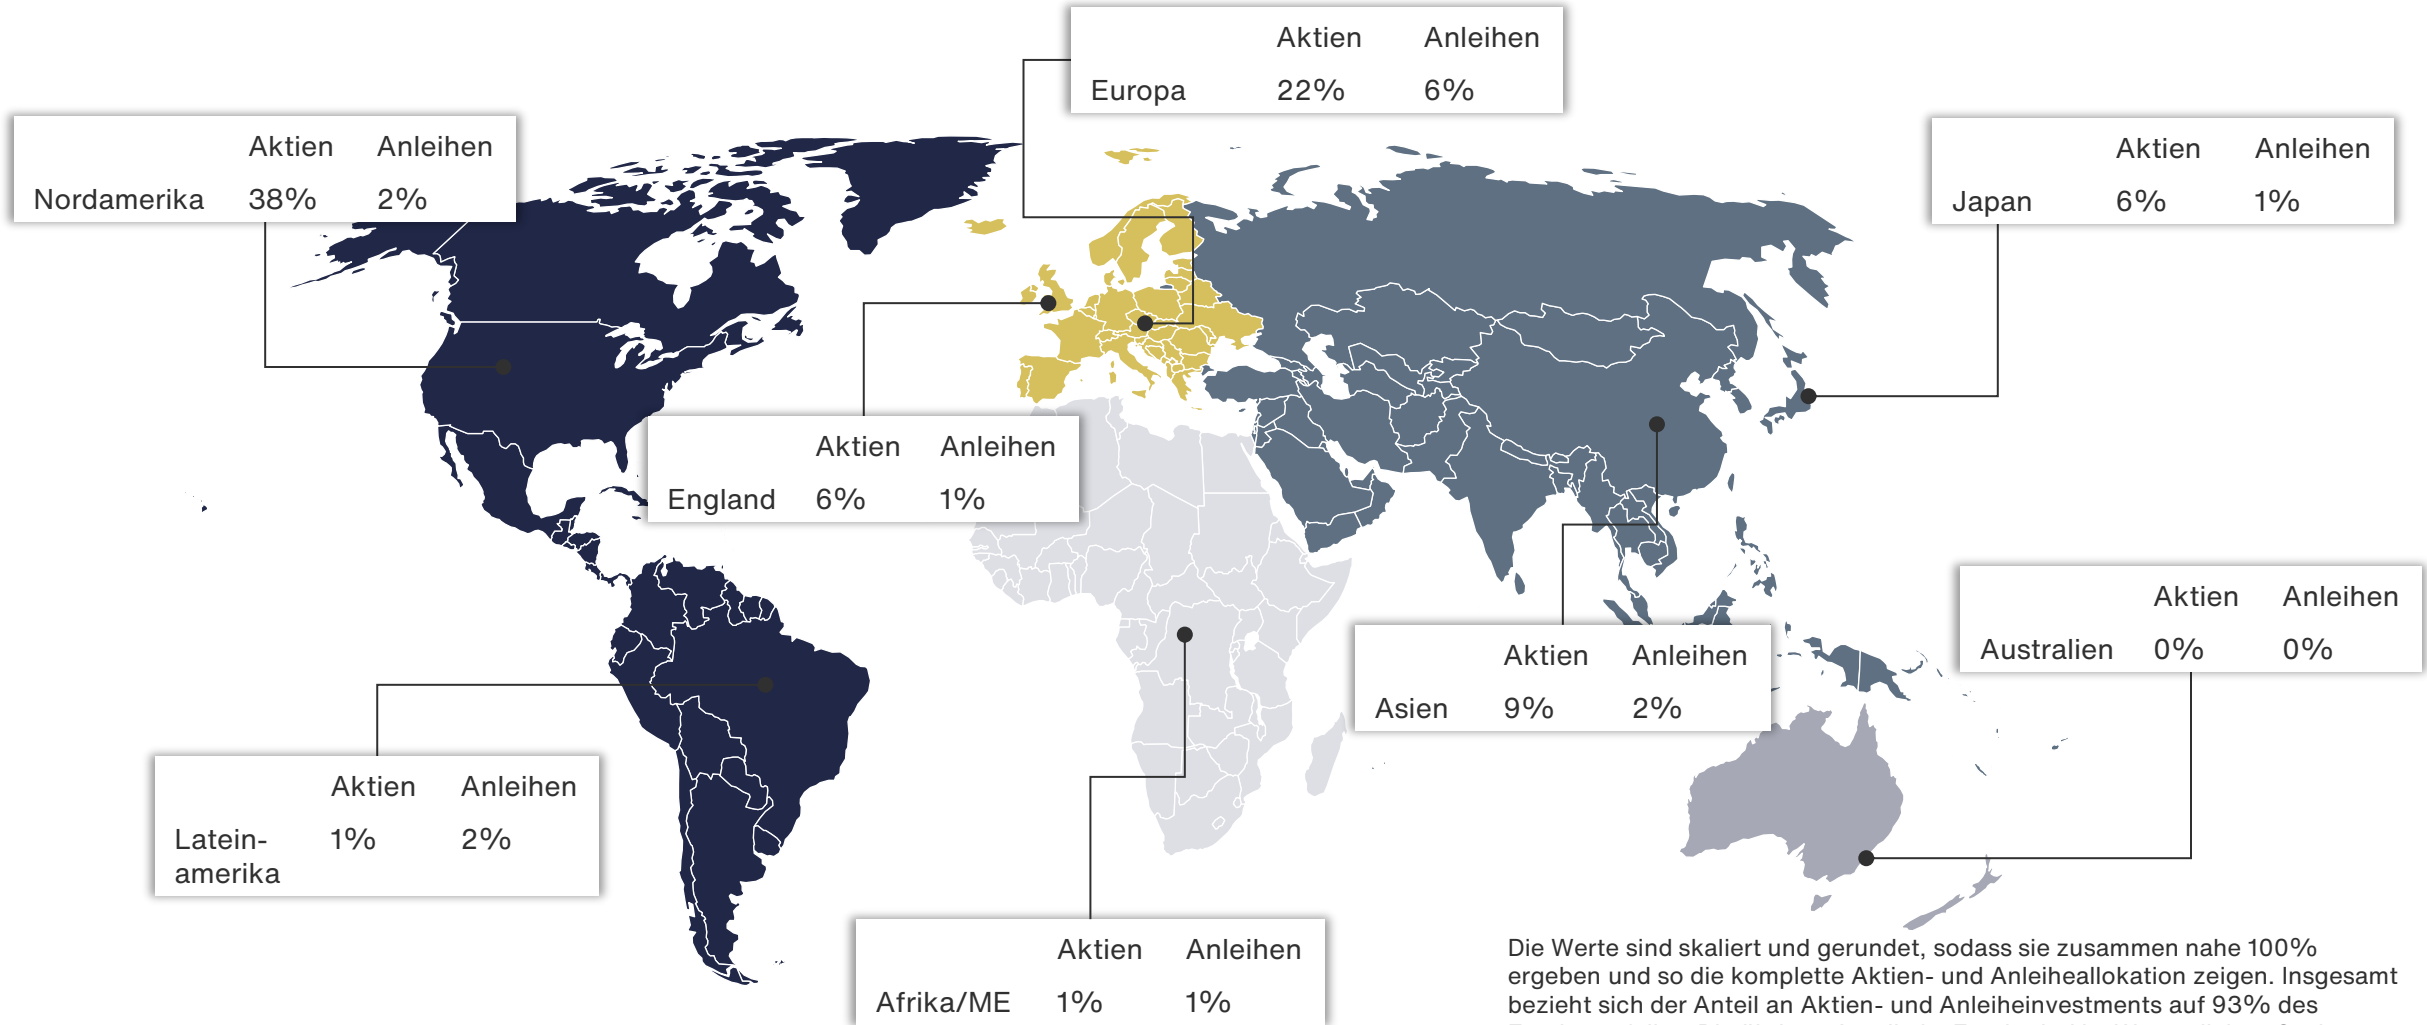 Aktien Anleihen
Europa 22% 6%
Aktien Anleihen
Nordamerika 38% 2%
Aktien Anleihen
Japan 6% 1%
Aktien Anleihen
England 6% 1%
Aktien Anleihen
Asien 9% 2%
Aktien Anleihen
Australien 0% 0%
Aktien Anleihen
Latein- 1% 2%
amerika
Aktien Anleihen
Afrika/ME 1% 1%
Die Werte sind skaliert und gerundet, sodass sie zusammen nahe 100%
ergeben und so die komplette Aktien- und Anleiheallokation zeigen. Insgesamt
bezieht sich der Anteil an Aktien- und Anleiheinvestments auf 93% des